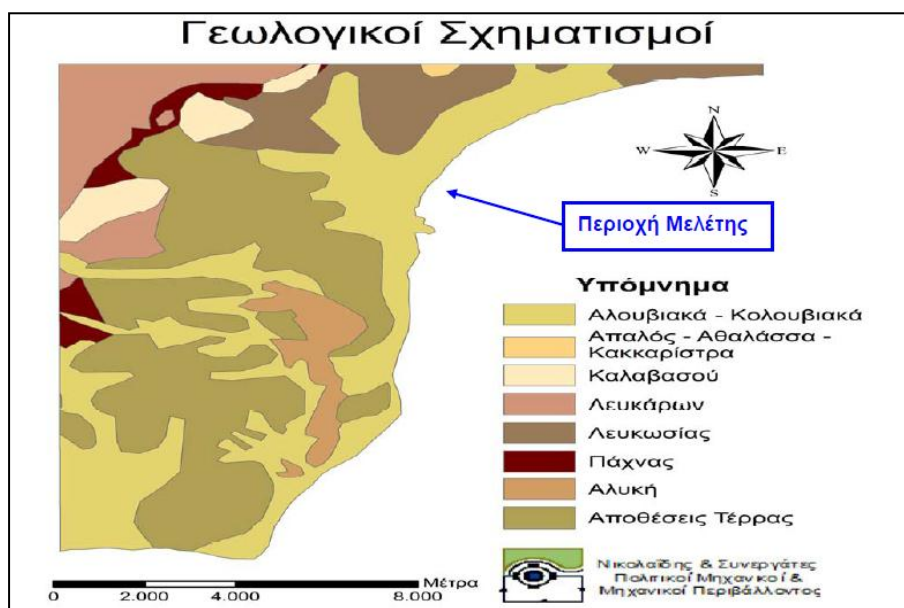 Γεωλογικοί Σχηματισμοί
N
W E
S
Περιοχή Μελέτης
Υπόμνημα
Αλουβιακά - Κολουβιακά
Απαλός - Αθαλάσσα -
Κακκαρίστρα
Καλαβασού
Λευκάρων
Λευκωσίας
Πάχνας
Αλυκή
Αποθέσεις Τέρρας
Νικολαΐδης & Συνεργάτες
Πολιτικοί Μηχανικοί &
Μηχανικοί Περιβάλλοντος
Μέτρα
0 2.000 4.000 8.000